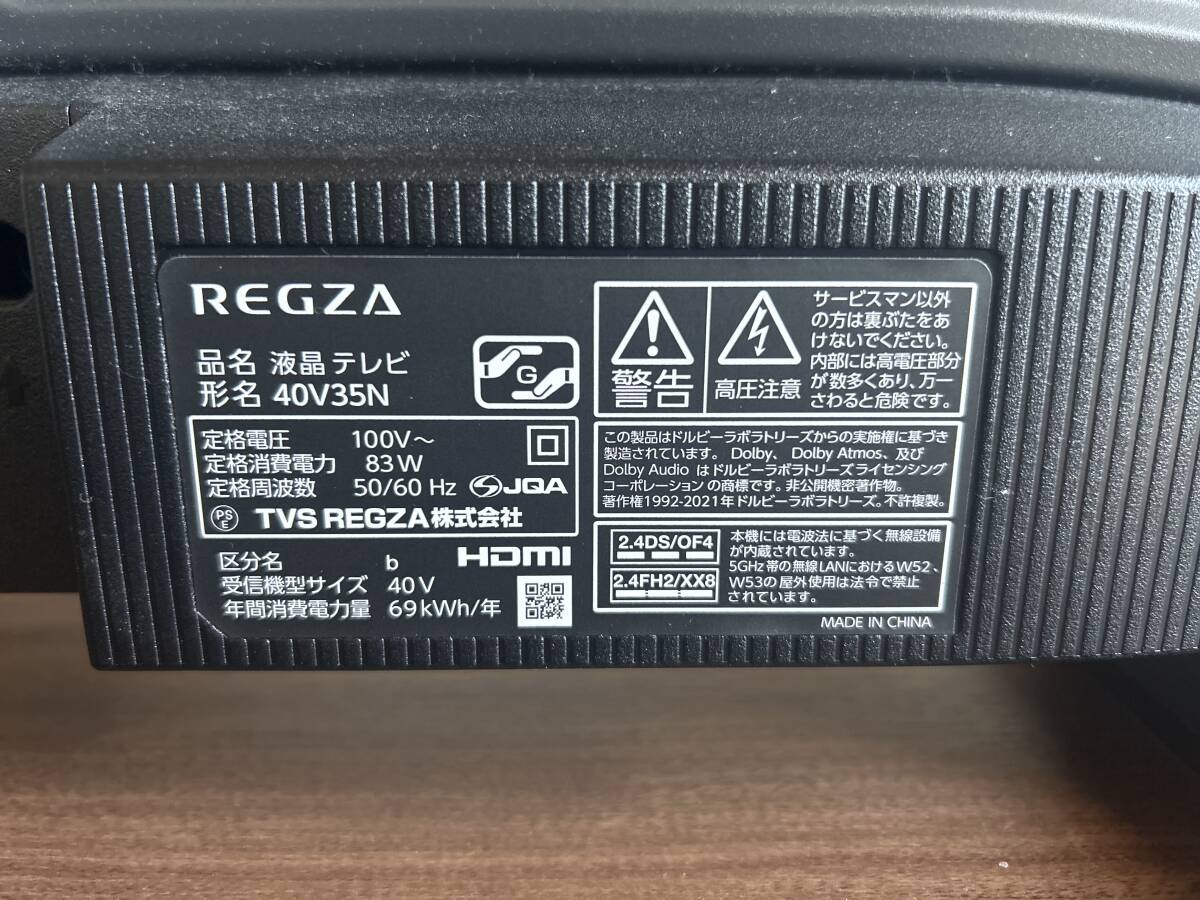 REGZA
品名 液晶テレビ
形名 40V35N
G
定格電圧 100V～
定格消費電力 83W
定格周波数 50/60 Hz JQA
PSE TVS REGZA株式会社
区分名 b HDMI
受信機型サイズ 40V
年間消費電力量 69kWh/年
警告
高圧注意
サービスマン以外
の方は裏ぶたをあ
けないでください。
内部には高電圧部分
が数多くあり、万一
さわると危険です。
この製品はドルビーラボラトリーズからの実施権に基づき
製造されています。 Dolby、 Dolby Atmos、及び
Dolby Audio はドルビーラボラトリーズライセンシング
コーポレーションの商標です。非公開機密著作物。
著作権1992-2021年ドルビーラボラトリーズ。不許複製。
2.4DS/OF4
2.4FH2/XX8
本機には電波法に基づく無線設備
が内蔵されています。
5GHz帯の無線LANにおけるW52、
W53の屋外使用は法令で禁止
されています。
MADE IN CHINA